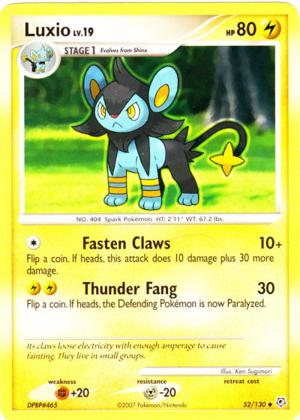 Luxio LV.19 HP 80
STAGE 1 Evolves from Shinx
NO. 404 Spark Pokémon HT: 2'11" WT: 67.2 lbs.
Fasten Claws 10+
Flip a coin. If heads, this attack does 10 damage plus 30 more
damage.
Thunder Fang 30
Flip a coin. If heads, the Defending Pokémon is now Paralyzed.
Its claws loose electricity with enough amperage to cause
fainting. They live in small groups.
Illus. Ken Sugimori
weakness resistance retreat cost
+20 -20
DPBP#465 ©2007 Pokémon/Nintendo 52/130